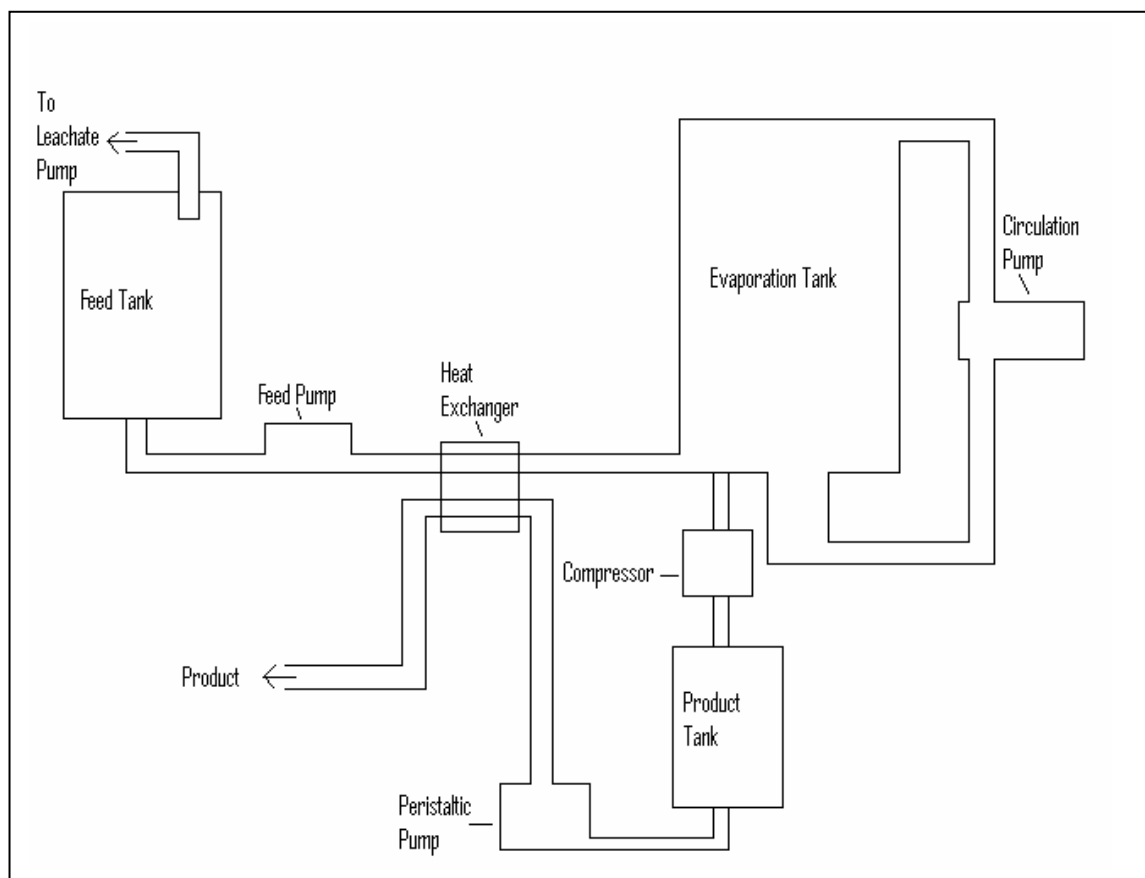 To
Leachate
Pump
Feed Tank
Feed Pump
Heat
Exchanger
Evaporation Tank
Circulation
Pump
Compressor
Product
Product
Tank
Peristaltic
Pump